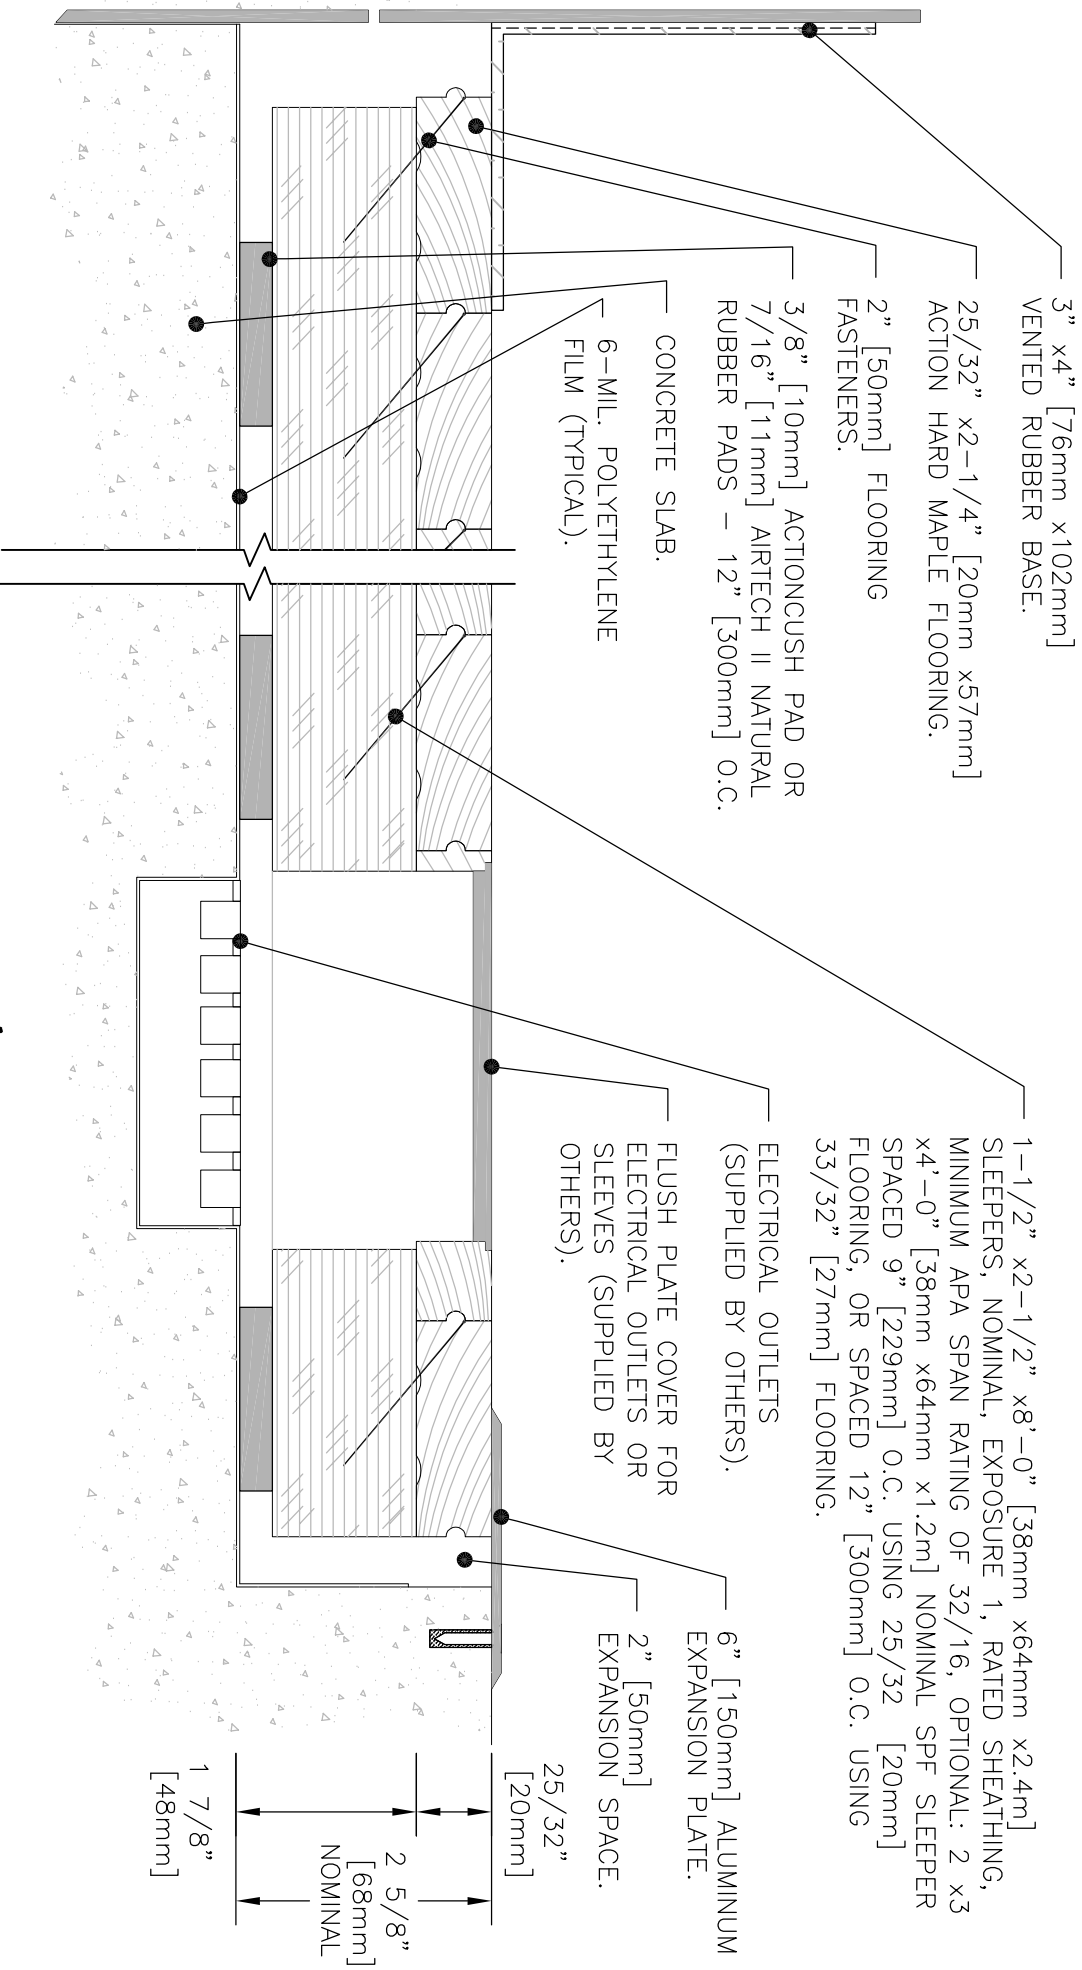 3” x4” [76mm x102mm]
VENTED RUBBER BASE.
25/32” x2-1/4” [20mm x57mm]
ACTION HARD MAPLE FLOORING.
2” [50mm] FLOORING
FASTENERS.
3/8” [10mm] ACTIONCUSH PAD OR
7/16” [11mm] AIRTECH II NATURAL
RUBBER PADS - 12” [300mm] O.C.
CONCRETE SLAB.
6-MIL. POLYETHYLENE
FILM (TYPICAL).
1-1/2” x2-1/2” x8’-0” [38mm x64mm x2.4m]
SLEEPERS, NOMINAL, EXPOSURE 1, RATED SHEATHING,
MINIMUM APA SPAN RATING OF 32/16, OPTIONAL: 2 x3
x4’-0” [38mm x64mm x1.2m] NOMINAL SPF SLEEPER
SPACED 9” [229mm] O.C. USING 25/32 [20mm]
FLOORING, OR SPACED 12” [300mm] O.C. USING
33/32” [27mm] FLOORING.
ELECTRICAL OUTLETS
(SUPPLIED BY OTHERS).
FLUSH PLATE COVER FOR
ELECTRICAL OUTLETS OR
SLEEVES (SUPPLIED BY
OTHERS).
6” [150mm] ALUMINUM
EXPANSION PLATE.
2” [50mm]
EXPANSION SPACE.
25/32”
[20mm]
2 5/8”
[68mm]
NOMINAL
1 7/8”
[48mm]